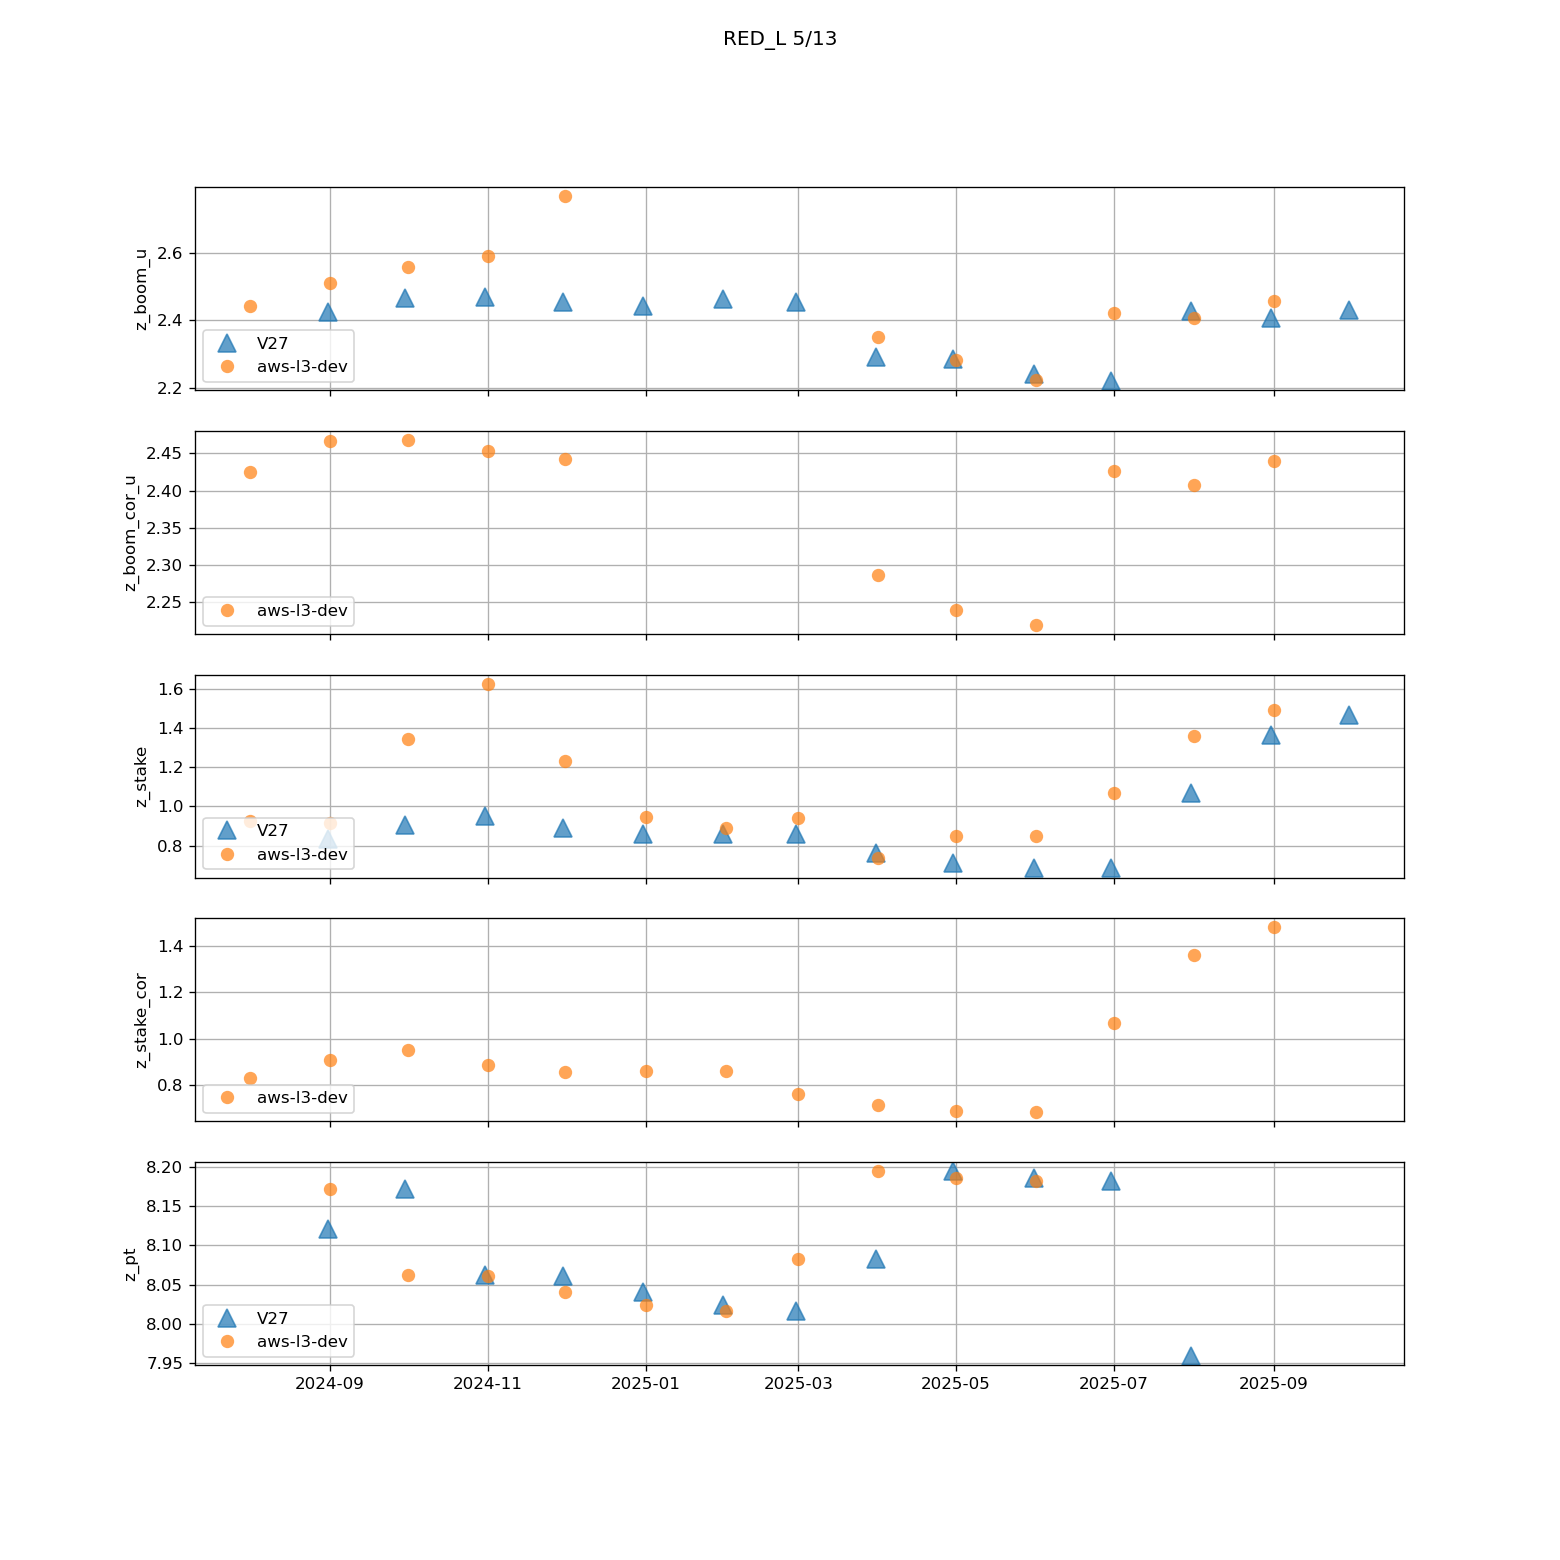 RED_L 5/13
z_boom_u
2.6
2.4
2.2
V27
aws-l3-dev
z_boom_cor_u
2.45
2.40
2.35
2.30
2.25
aws-l3-dev
z_stake
1.6
1.4
1.2
1.0
0.8
V27
aws-l3-dev
z_stake_cor
1.4
1.2
1.0
0.8
aws-l3-dev
z_pt
8.20
8.15
8.10
8.05
8.00
7.95
V27
aws-l3-dev
2024-09 2024-11 2025-01 2025-03 2025-05 2025-07 2025-09